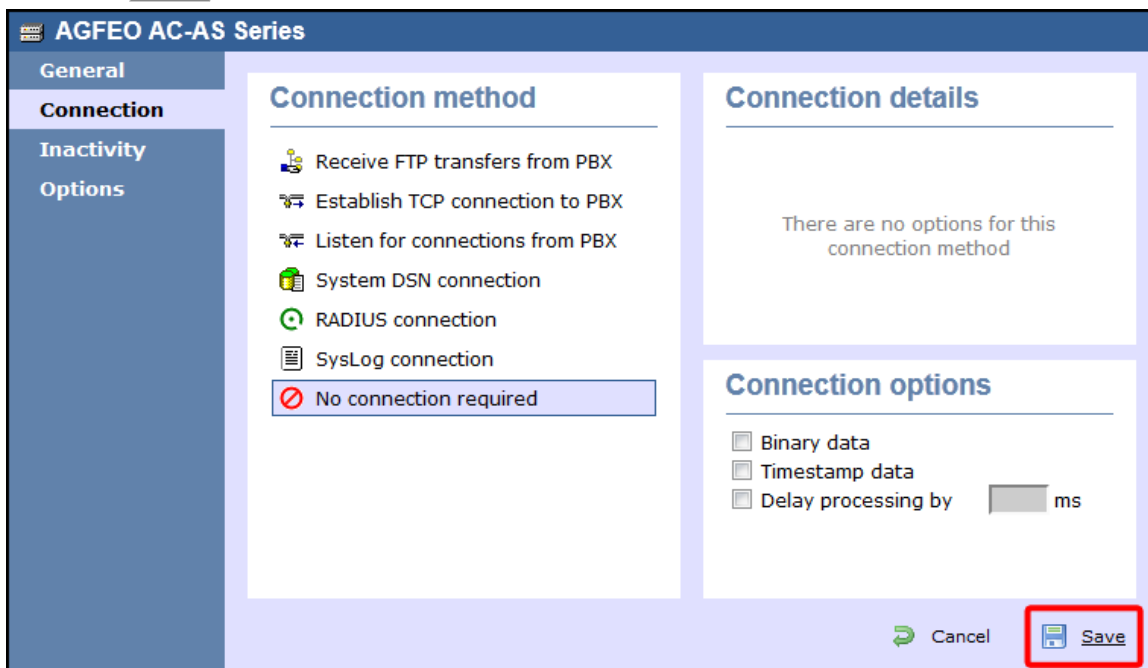 AGFEO AC-AS Series
General
Connection
Inactivity
Options
Connection method
Receive FTP transfers from PBX
Establish TCP connection to PBX
Listen for connections from PBX
System DSN connection
RADIUS connection
SysLog connection
No connection required
Connection details
There are no options for this
connection method
Connection options
Binary data
Timestamp data
Delay processing by ms
Cancel
Save